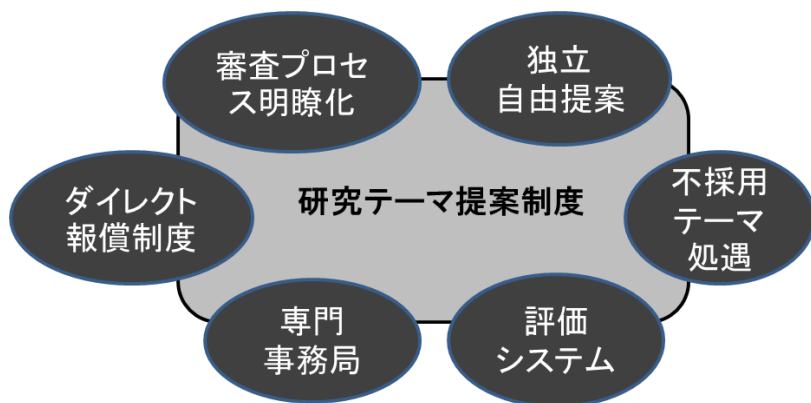 審査プロセ
ス明瞭化
独立
自由提案
ダイレクト
報償制度
研究テーマ提案制度
不採用
テーマ
処遇
専門
事務局
評価
システム